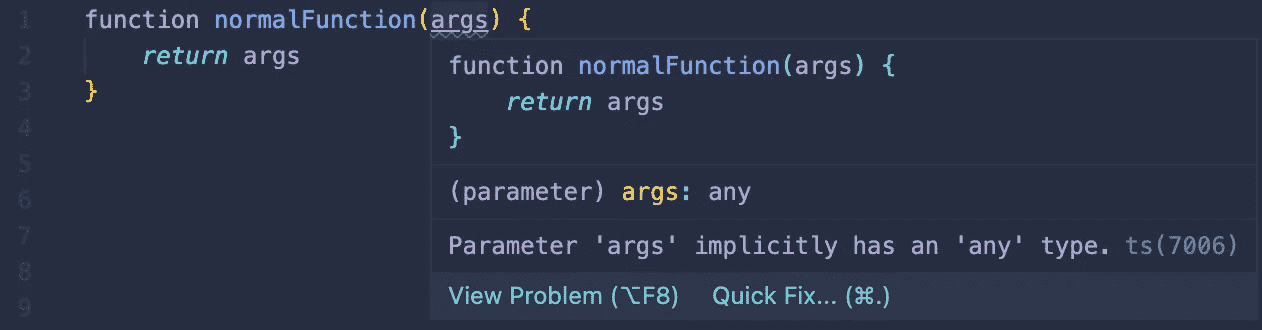 1 function normalFunction(args) {
2 return args
3 }
4
5
6
7
8
9
function normalFunction(args) {
return args
}
(parameter) args: any
Parameter 'args' implicitly has an 'any' type. ts(7006)
View Problem (⌥F8) Quick Fix... (⌘.)